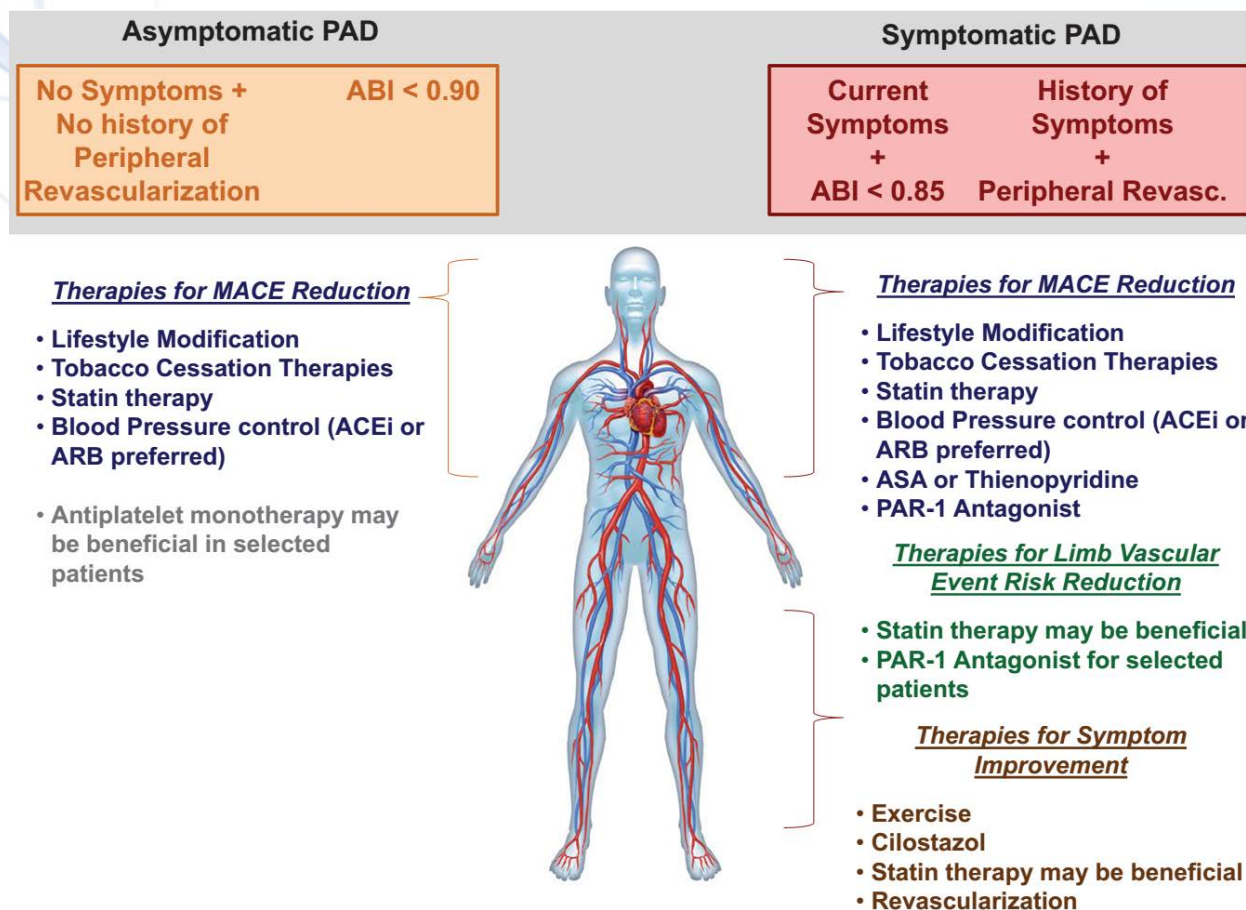 Asymptomatic PAD
No Symptoms +
No history of
Peripheral
Revascularization
ABI < 0.90
Symptomatic PAD
Current
Symptoms
+
ABI < 0.85
History of
Symptoms
+
Peripheral Revasc.
Therapies for MACE Reduction
• Lifestyle Modification
• Tobacco Cessation Therapies
• Statin therapy
• Blood Pressure control (ACEi or
ARB preferred)
• Antiplatelet monotherapy may
be beneficial in selected
patients
Therapies for MACE Reduction
• Lifestyle Modification
• Tobacco Cessation Therapies
• Statin therapy
• Blood Pressure control (ACEi or
ARB preferred)
• ASA or Thienopyridine
• PAR-1 Antagonist
Therapies for Limb Vascular
Event Risk Reduction
• Statin therapy may be beneficial
• PAR-1 Antagonist for selected
patients
Therapies for Symptom
Improvement
• Exercise
• Cilostazol
• Statin therapy may be beneficial
• Revascularization